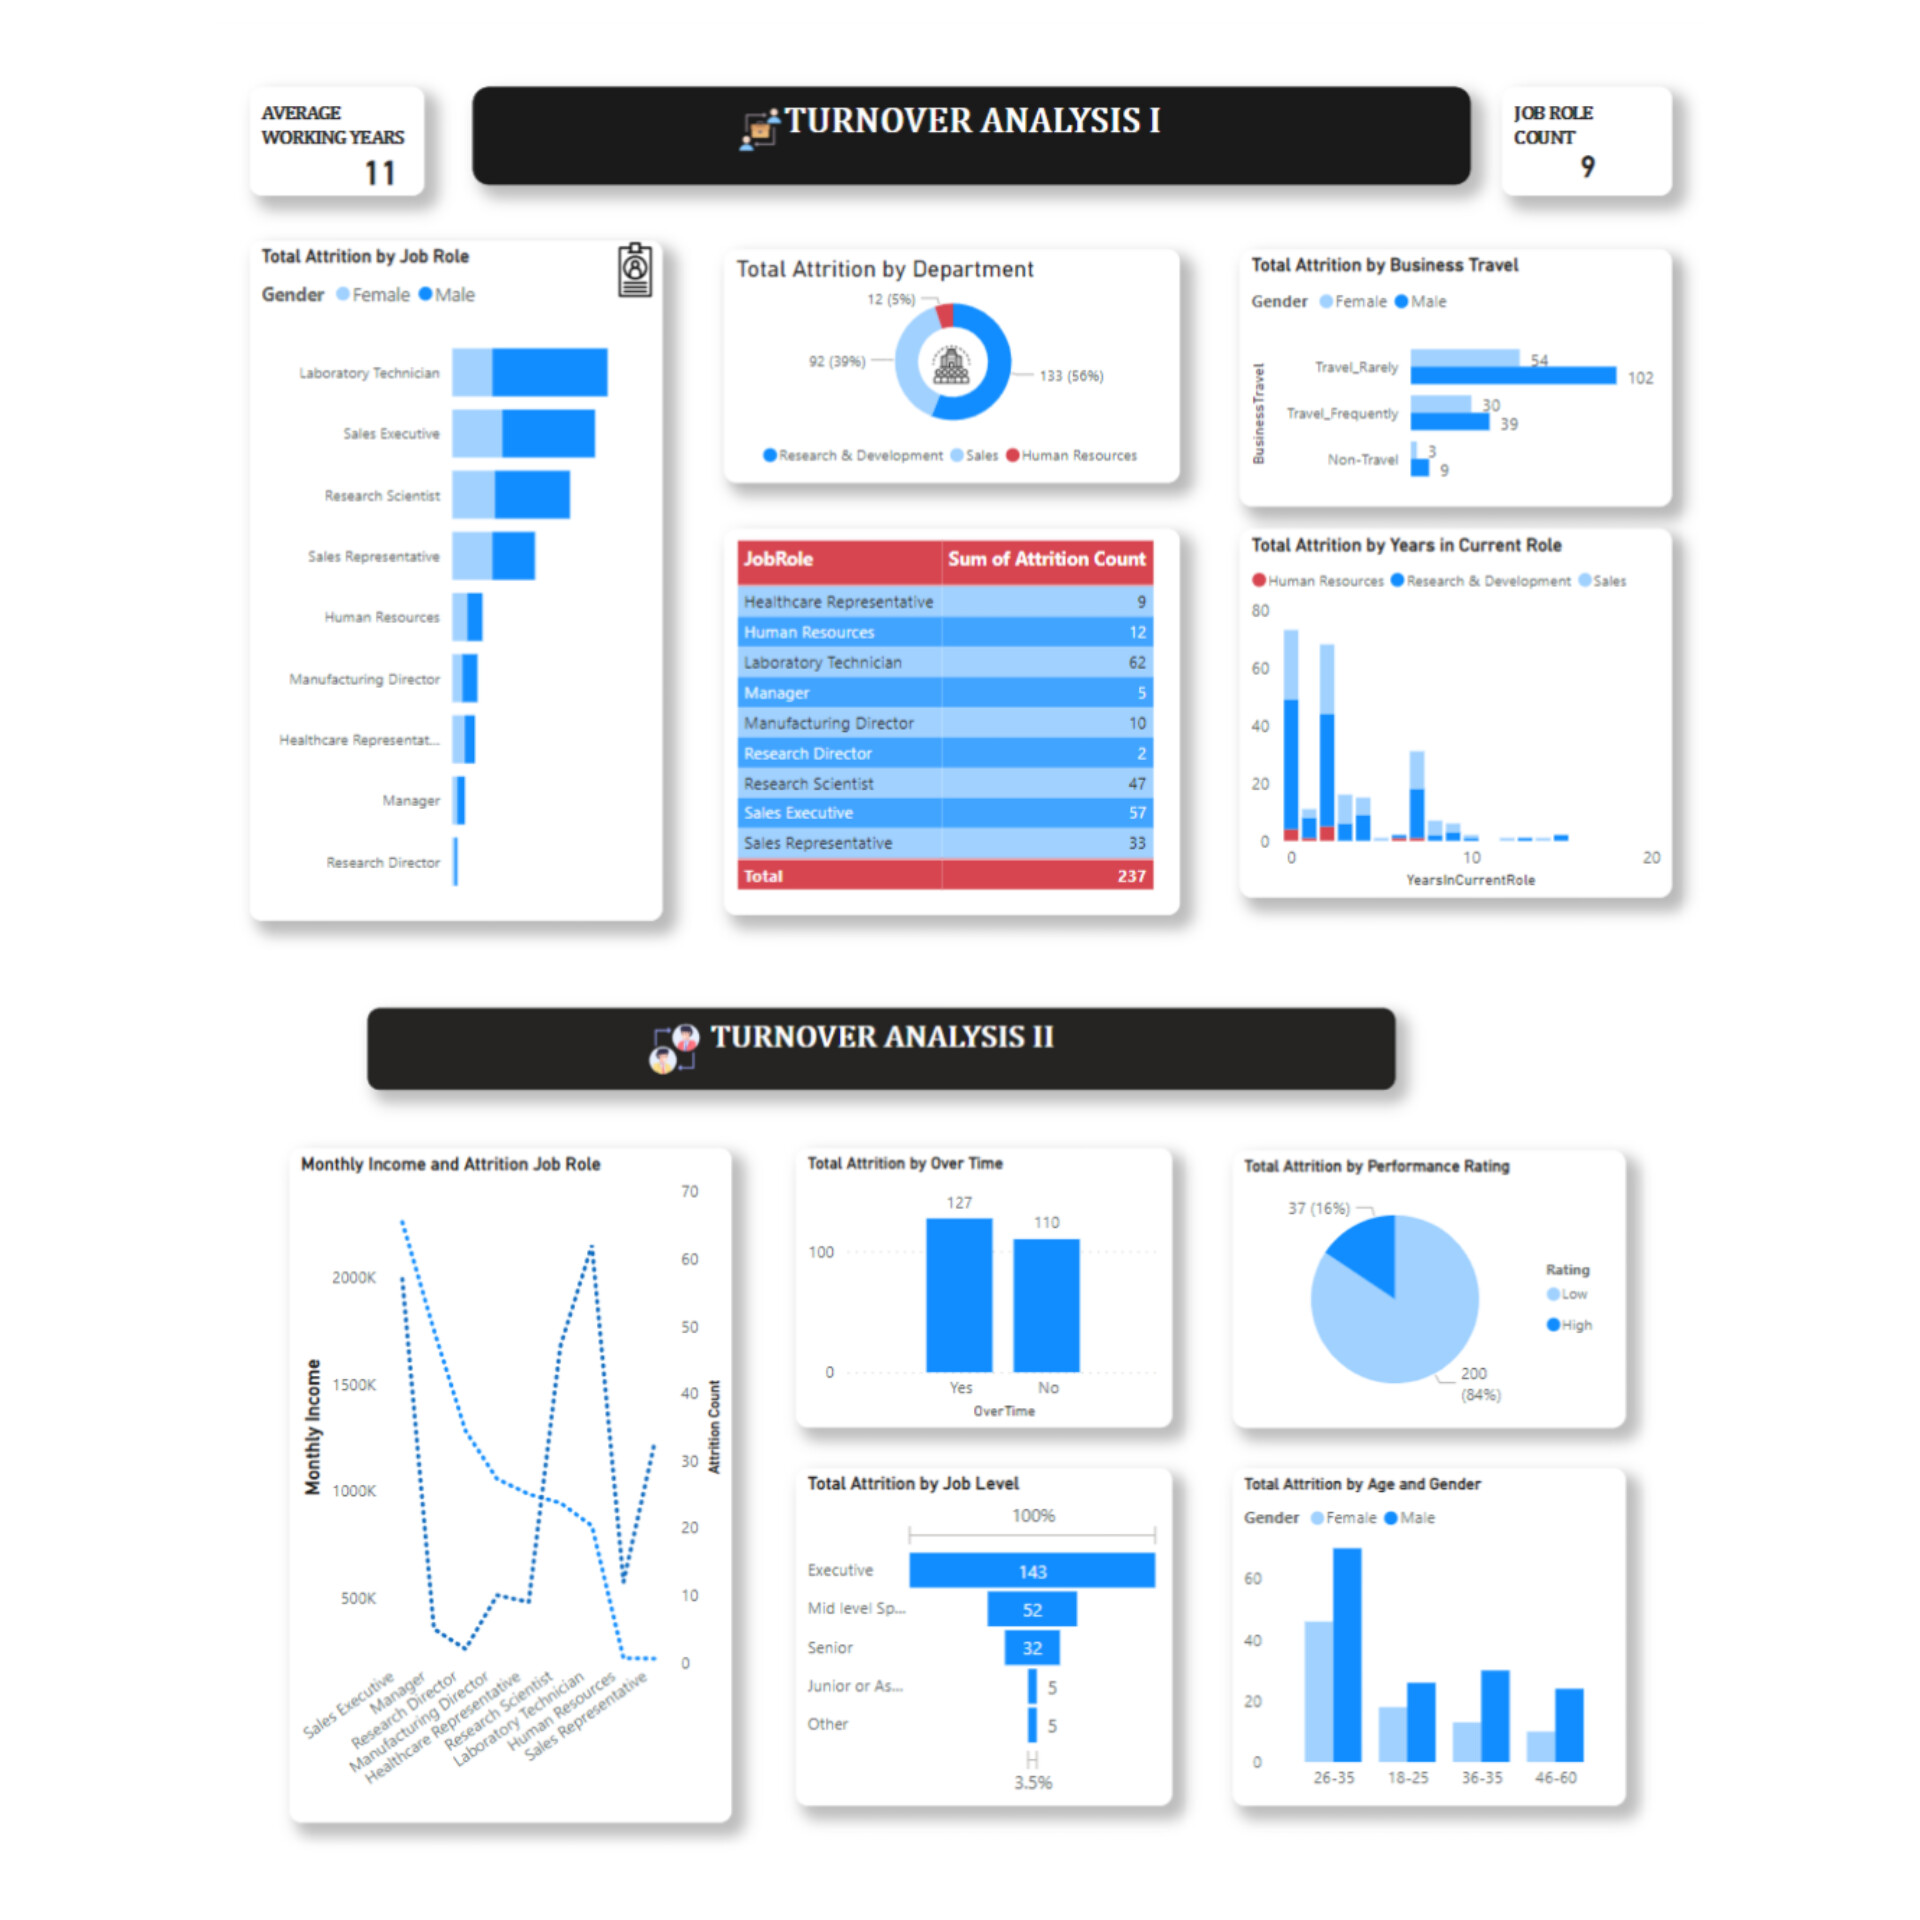 AVERAGE
WORKING YEARS
11
TURNOVER ANALYSIS I
JOB ROLE
COUNT
9
Total Attrition by Job Role
Gender Female Male
Laboratory Technician
Sales Executive
Research Scientist
Sales Representative
Human Resources
Manufacturing Director
Healthcare Representat...
Manager
Research Director
Total Attrition by Department
12 (5%)
92 (39%)
133 (56%)
Research & Development Sales Human Resources
JobRole Sum of Attrition Count
Healthcare Representative 9
Human Resources 12
Laboratory Technician 62
Manager 5
Manufacturing Director 10
Research Director 2
Research Scientist 47
Sales Executive 57
Sales Representative 33
Total 237
Total Attrition by Business Travel
Gender Female Male
BusinessTravel
Travel_Rarely 54
102
Travel_Frequently 30
39
Non-Travel 3
9
Total Attrition by Years in Current Role
Human Resources Research & Development Sales
80
60
40
20
0
0 10 20
YearsInCurrentRole
TURNOVER ANALYSIS II
Monthly Income and Attrition Job Role
Monthly Income
2000K
1500K
1000K
500K
70
60
50
40
30
20
10
0
Attrition Count
Sales Executive
Manager
Research Director
Manufacturing Director
Healthcare Representative
Research Scientist
Laboratory Technician
Human Resources
Sales Representative
Total Attrition by Over Time
127
110
100
0
Yes No
OverTime
Total Attrition by Performance Rating
37 (16%)
200
(84%)
Rating
Low
High
Total Attrition by Job Level
100%
Executive 143
Mid level Sp... 52
Senior 32
Junior or As... 5
Other 5
3.5%
Total Attrition by Age and Gender
Gender Female Male
60
40
20
0
26-35 18-25 36-35 46-60